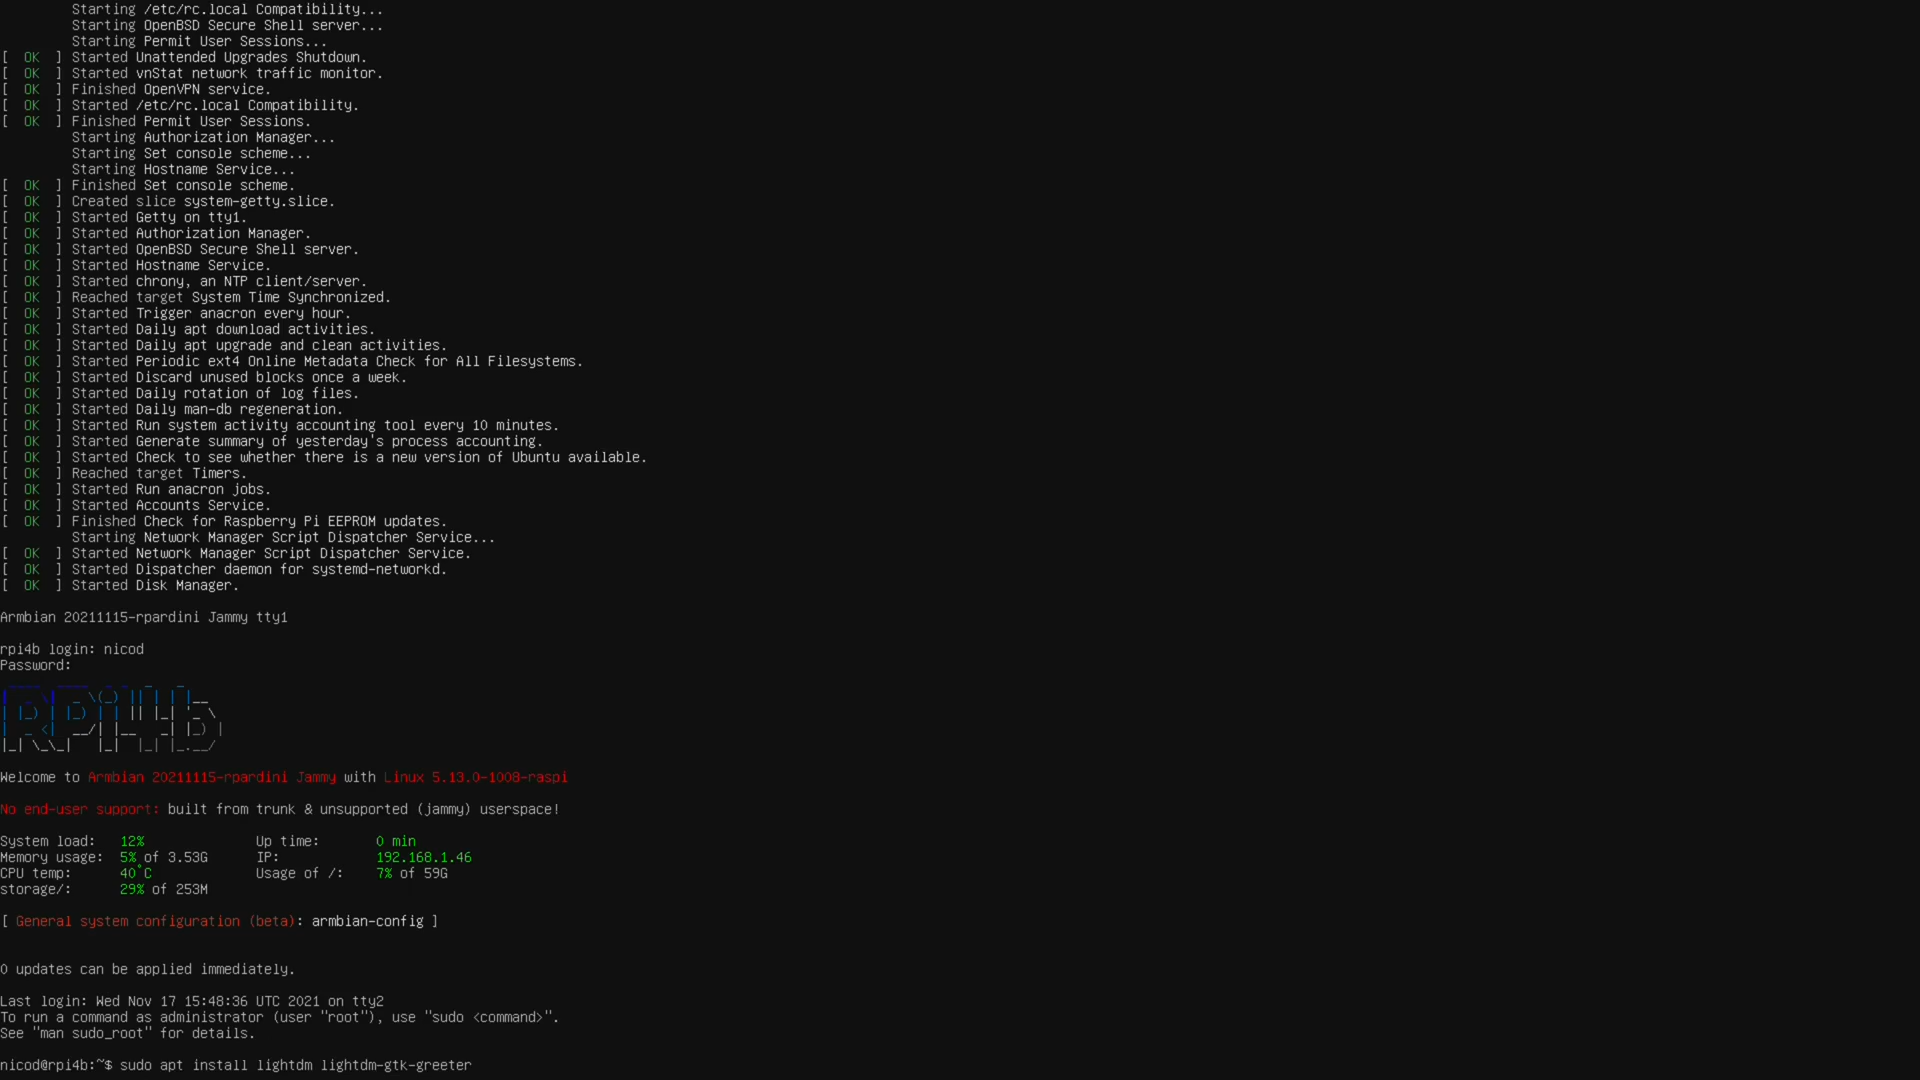 Starting /etc/rc.local Compatibility...
Starting OpenBSD Secure Shell server...
Starting Permit User Sessions...
[  OK  ] Started Unattended Upgrades Shutdown.
[  OK  ] Started vnStat network traffic monitor.
[  OK  ] Finished OpenVPN service.
[  OK  ] Started /etc/rc.local Compatibility.
[  OK  ] Finished Permit User Sessions.
Starting Authorization Manager...
Starting Set console scheme...
Starting Hostname Service...
[  OK  ] Finished Set console scheme.
[  OK  ] Created slice system-getty.slice.
[  OK  ] Started Getty on tty1.
[  OK  ] Started Authorization Manager.
[  OK  ] Started OpenBSD Secure Shell server.
[  OK  ] Started Hostname Service.
[  OK  ] Started chrony, an NTP client/server.
[  OK  ] Reached target System Time Synchronized.
[  OK  ] Started Trigger anacron every hour.
[  OK  ] Started Daily apt download activities.
[  OK  ] Started Daily apt upgrade and clean activities.
[  OK  ] Started Periodic ext4 Online Metadata Check for All Filesystems.
[  OK  ] Started Discard unused blocks once a week.
[  OK  ] Started Daily rotation of log files.
[  OK  ] Started Daily man-db regeneration.
[  OK  ] Started Run system activity accounting tool every 10 minutes.
[  OK  ] Started Generate summary of yesterday's process accounting.
[  OK  ] Started Check to see whether there is a new version of Ubuntu available.
[  OK  ] Reached target Timers.
[  OK  ] Started Run anacron jobs.
[  OK  ] Started Accounts Service.
[  OK  ] Finished Check for Raspberry Pi EEPROM updates.
Starting Network Manager Script Dispatcher Service...
[  OK  ] Started Network Manager Script Dispatcher Service.
[  OK  ] Started Dispatcher daemon for systemd-networkd.
[  OK  ] Started Disk Manager.
Armbian 20211115-rpardini Jammy tty1
rpi4b login: nicod
Password:
RPi4b
Welcome to Armbian 20211115-rpardini Jammy with Linux 5.13.0-1008-raspi
No end-user support: built from trunk & unsupported (jammy) userspace!
System load:   12%   Up time:   0 min
Memory usage:  5% of 3.53G   IP:   192.168.1.46
CPU temp:   40°C   Usage of /:   7% of 59G
storage/:   29% of 253M
[ General system configuration (beta): armbian-config ]
0 updates can be applied immediately.
Last login: Wed Nov 17 15:48:36 UTC 2021 on tty2
To run a command as administrator (user "root"), use "sudo <command>".
See "man sudo_root" for details.
nicod@rpi4b:~$ sudo apt install lightdm lightdm-gtk-greeter